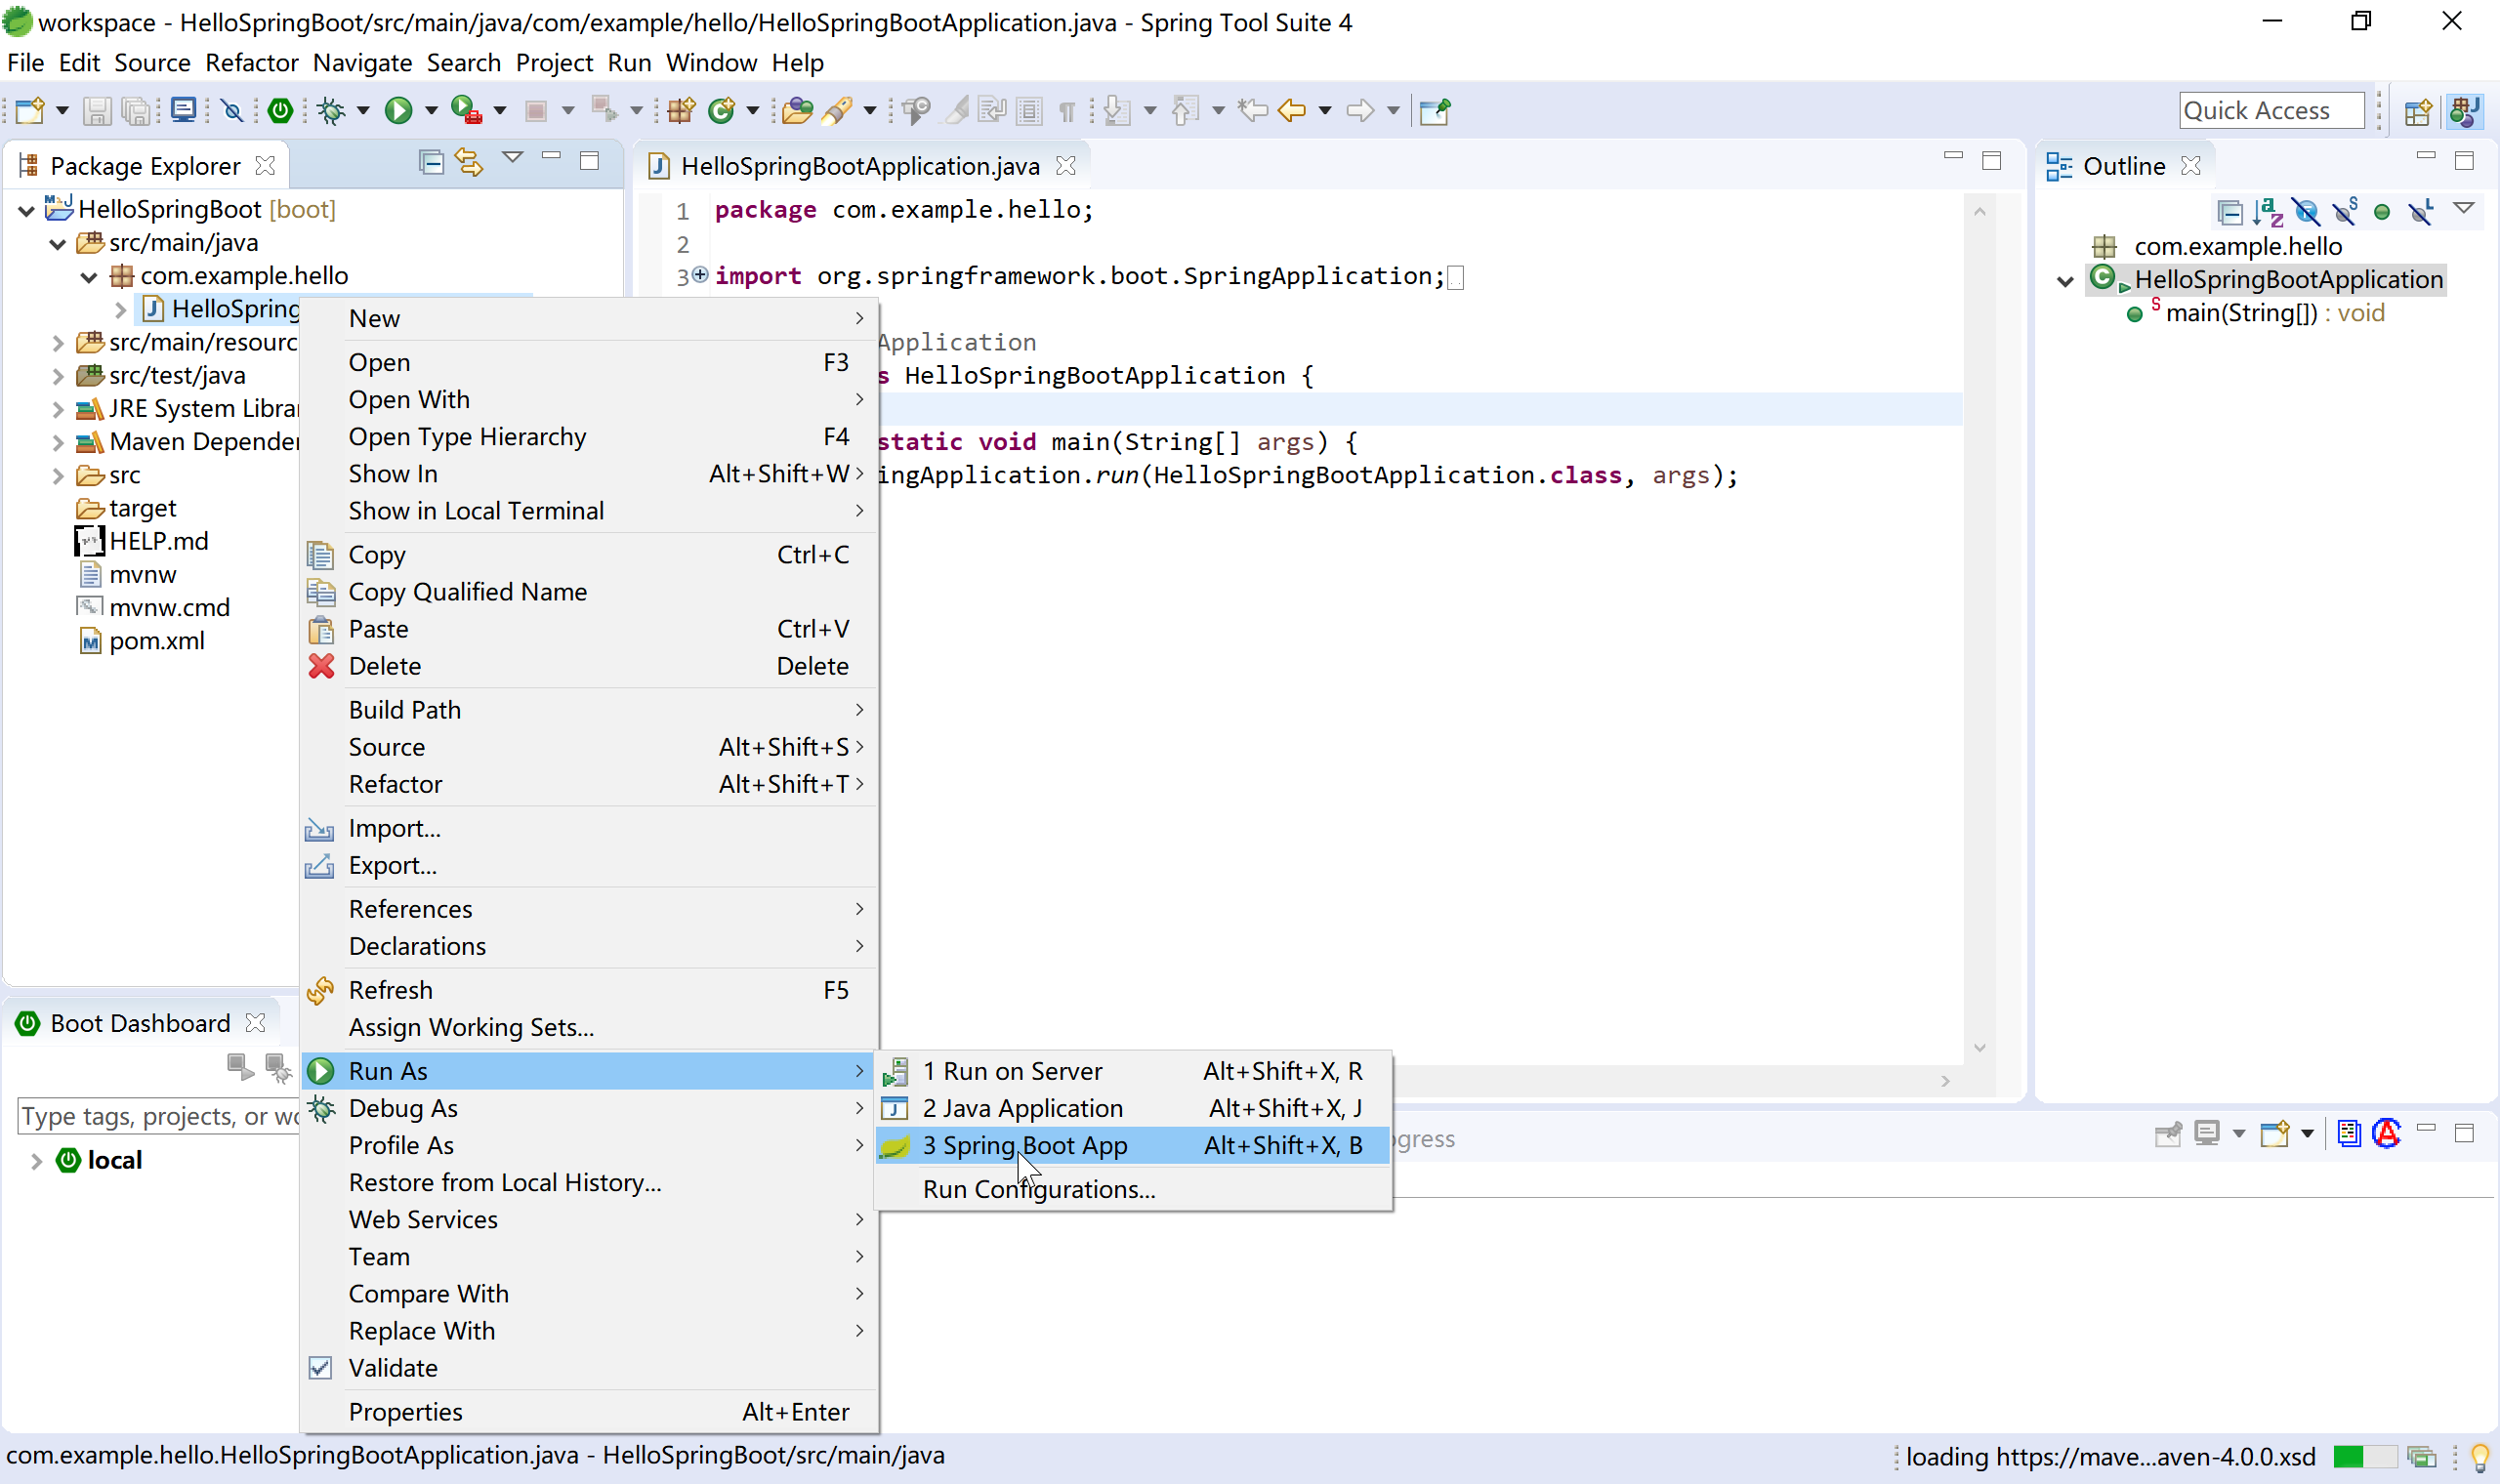 workspace - HelloSpringBoot/src/main/java/com/example/hello/HelloSpringBootApplication.java - Spring Tool Suite 4
File Edit Source Refactor Navigate Search Project Run Window Help
Quick Access
Package Explorer
HelloSpringBoot [boot]
src/main/java
com.example.hello
HelloSpring
src/main/resourc
src/test/java
JRE System Librar
Maven Depender
src
target
HELP.md
mvnw
mvnw.cmd
pom.xml
HelloSpringBootApplication.java
1 package com.example.hello;
2
3 import org.springframework.boot.SpringApplication;
Application
s HelloSpringBootApplication {
static void main(String[] args) {
ingApplication.run(HelloSpringBootApplication.class, args);
Outline
com.example.hello
HelloSpringBootApplication
main(String[]) : void
New
Open F3
Open With
Open Type Hierarchy F4
Show In Alt+Shift+W
Show in Local Terminal
Copy Ctrl+C
Copy Qualified Name
Paste Ctrl+V
Delete Delete
Build Path
Source Alt+Shift+S
Refactor Alt+Shift+T
Import...
Export...
References
Declarations
Refresh F5
Assign Working Sets...
Run As
Debug As
Profile As
Restore from Local History...
Web Services
Team
Compare With
Replace With
Validate
Properties Alt+Enter
1 Run on Server Alt+Shift+X, R
2 Java Application Alt+Shift+X, J
3 Spring Boot App Alt+Shift+X, B
Run Configurations...
Boot Dashboard
Type tags, projects, or wo
local
gress
com.example.hello.HelloSpringBootApplication.java - HelloSpringBoot/src/main/java
loading https://mave...aven-4.0.0.xsd